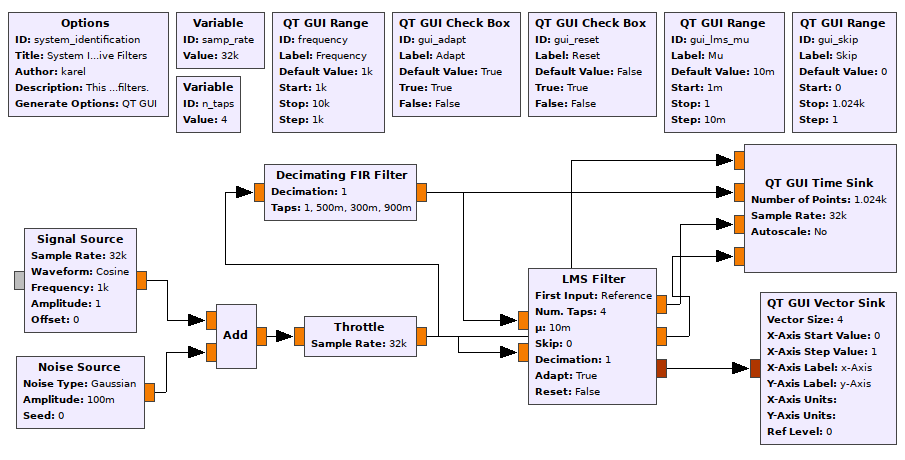 Options
ID: system_identification
Title: System I...ive Filters
Author: karel
Description: This ...filters.
Generate Options: QT GUI
Variable
ID: samp_rate
Value: 32k
Variable
ID: n_taps
Value: 4
QT GUI Range
ID: frequency
Label: Frequency
Default Value: 1k
Start: 1k
Stop: 10k
Step: 1k
QT GUI Check Box
ID: gui_adapt
Label: Adapt
Default Value: True
True: True
False: False
QT GUI Check Box
ID: gui_reset
Label: Reset
Default Value: False
True: True
False: False
QT GUI Range
ID: gui_lms_mu
Label: Mu
Default Value: 10m
Start: 1m
Stop: 1
Step: 10m
QT GUI Range
ID: gui_skip
Label: Skip
Default Value: 0
Start: 0
Stop: 1.024k
Step: 1
Decimating FIR Filter
Decimation: 1
Taps: 1, 500m, 300m, 900m
QT GUI Time Sink
Number of Points: 1.024k
Sample Rate: 32k
Autoscale: No
Signal Source
Sample Rate: 32k
Waveform: Cosine
Frequency: 1k
Amplitude: 1
Offset: 0
Add
Throttle
Sample Rate: 32k
LMS Filter
First Input: Reference
Num. Taps: 4
μ: 10m
Skip: 0
Decimation: 1
Adapt: True
Reset: False
Noise Source
Noise Type: Gaussian
Amplitude: 100m
Seed: 0
QT GUI Vector Sink
Vector Size: 4
X-Axis Start Value: 0
X-Axis Step Value: 1
X-Axis Label: x-Axis
Y-Axis Label: y-Axis
X-Axis Units:
Y-Axis Units:
Ref Level: 0